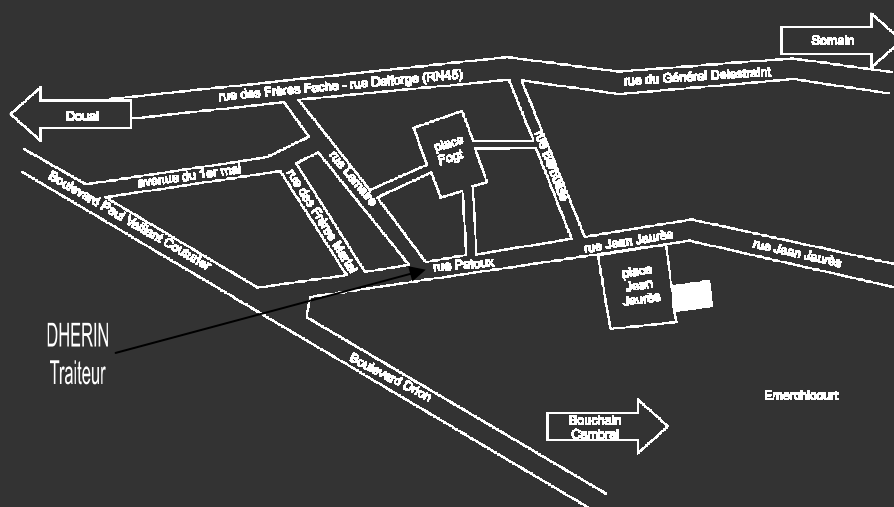 Somain
rue des Frères Fache - rue Delforge (RN45)
rue du Général Delestraint
Douai
place
Fogt
rue Barbusse
avenue du 1er mai
rue Lemaire
rue des Frères Martel
Boulevard Paul Vaillant Couturier
rue Jean Jaurès
rue Jean Jaurès
rue Patoux
place
Jean
Jaurès
DHERIN
Traiteur
Boulevard Drion
Emerchicourt
Bouchain
Cambrai